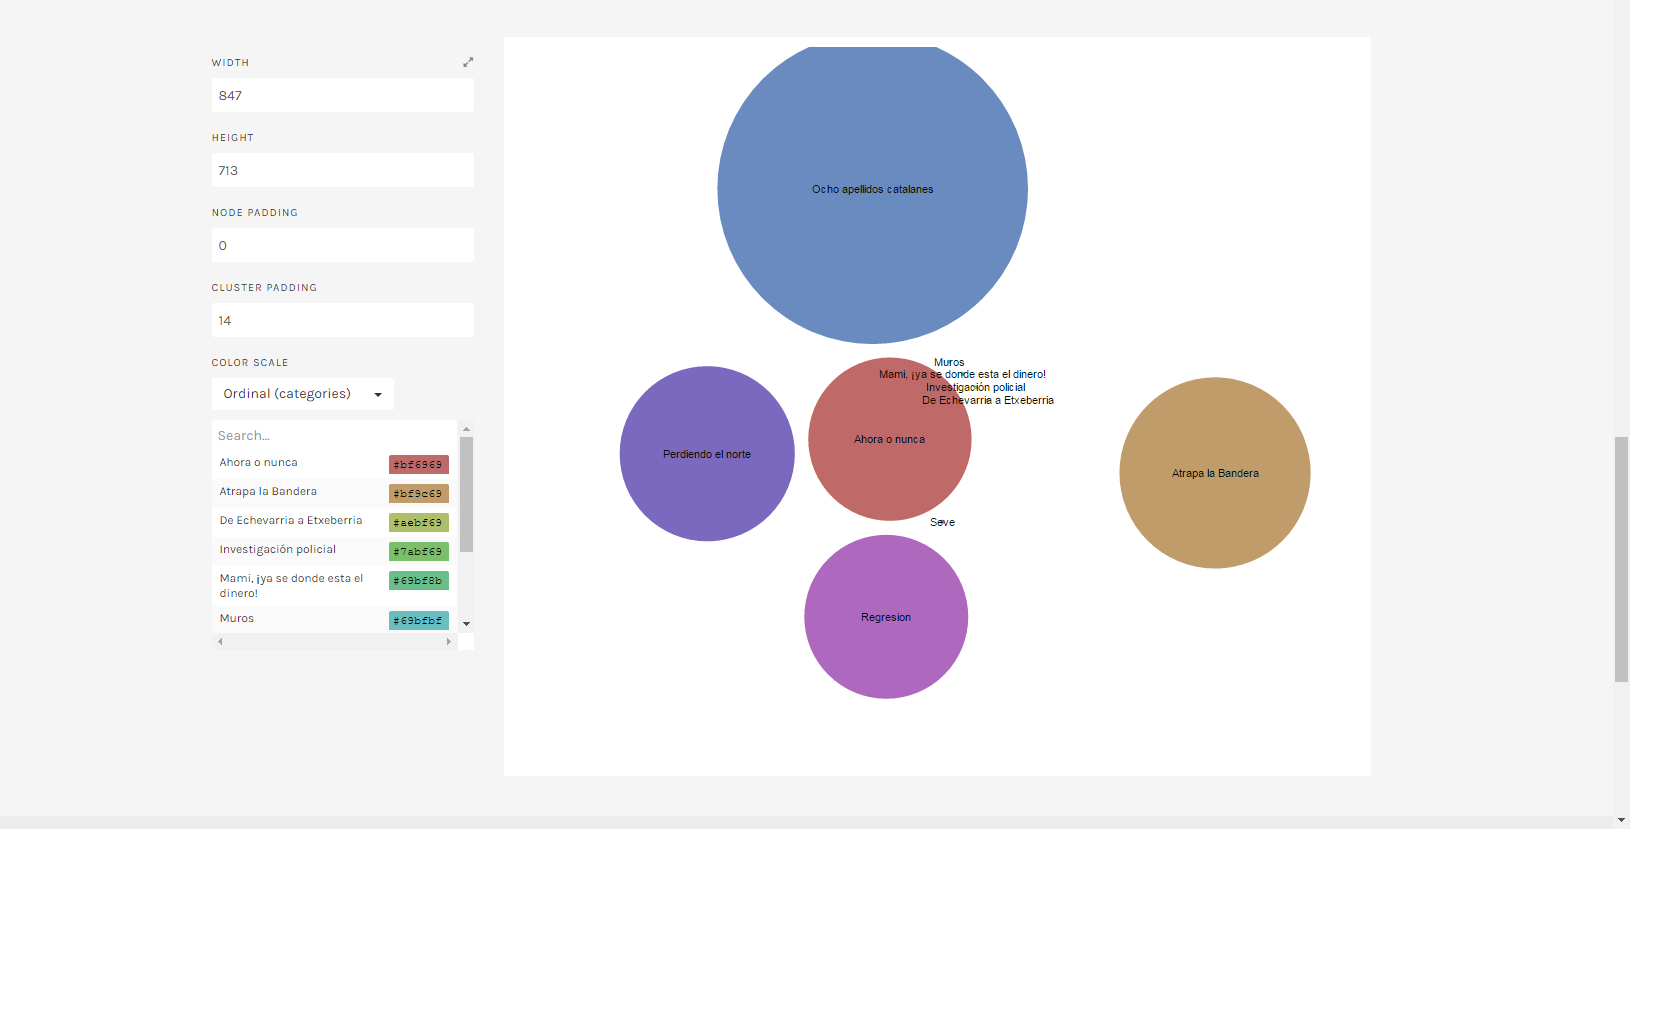 WIDTH
847
HEIGHT
713
NODE PADDING
0
CLUSTER PADDING
14
COLOR SCALE
Ordinal (categories)
Search...
Ahora o nunca #bf6969
Atrapa la Bandera #bf9c69
De Echevarria a Etxeberria #aebf69
Investigación policial #7abf69
Mami, ¡ya se donde esta el
dinero! #69bf8b
Muros #69bfbf
Ocho apellidos catalanes
Muros
Mami, ¡ya se donde esta el dinero!
Investigación policial
De Echevarria a Etxeberria
Ahora o nunca
Perdiendo el norte
Atrapa la Bandera
Seve
Regresion